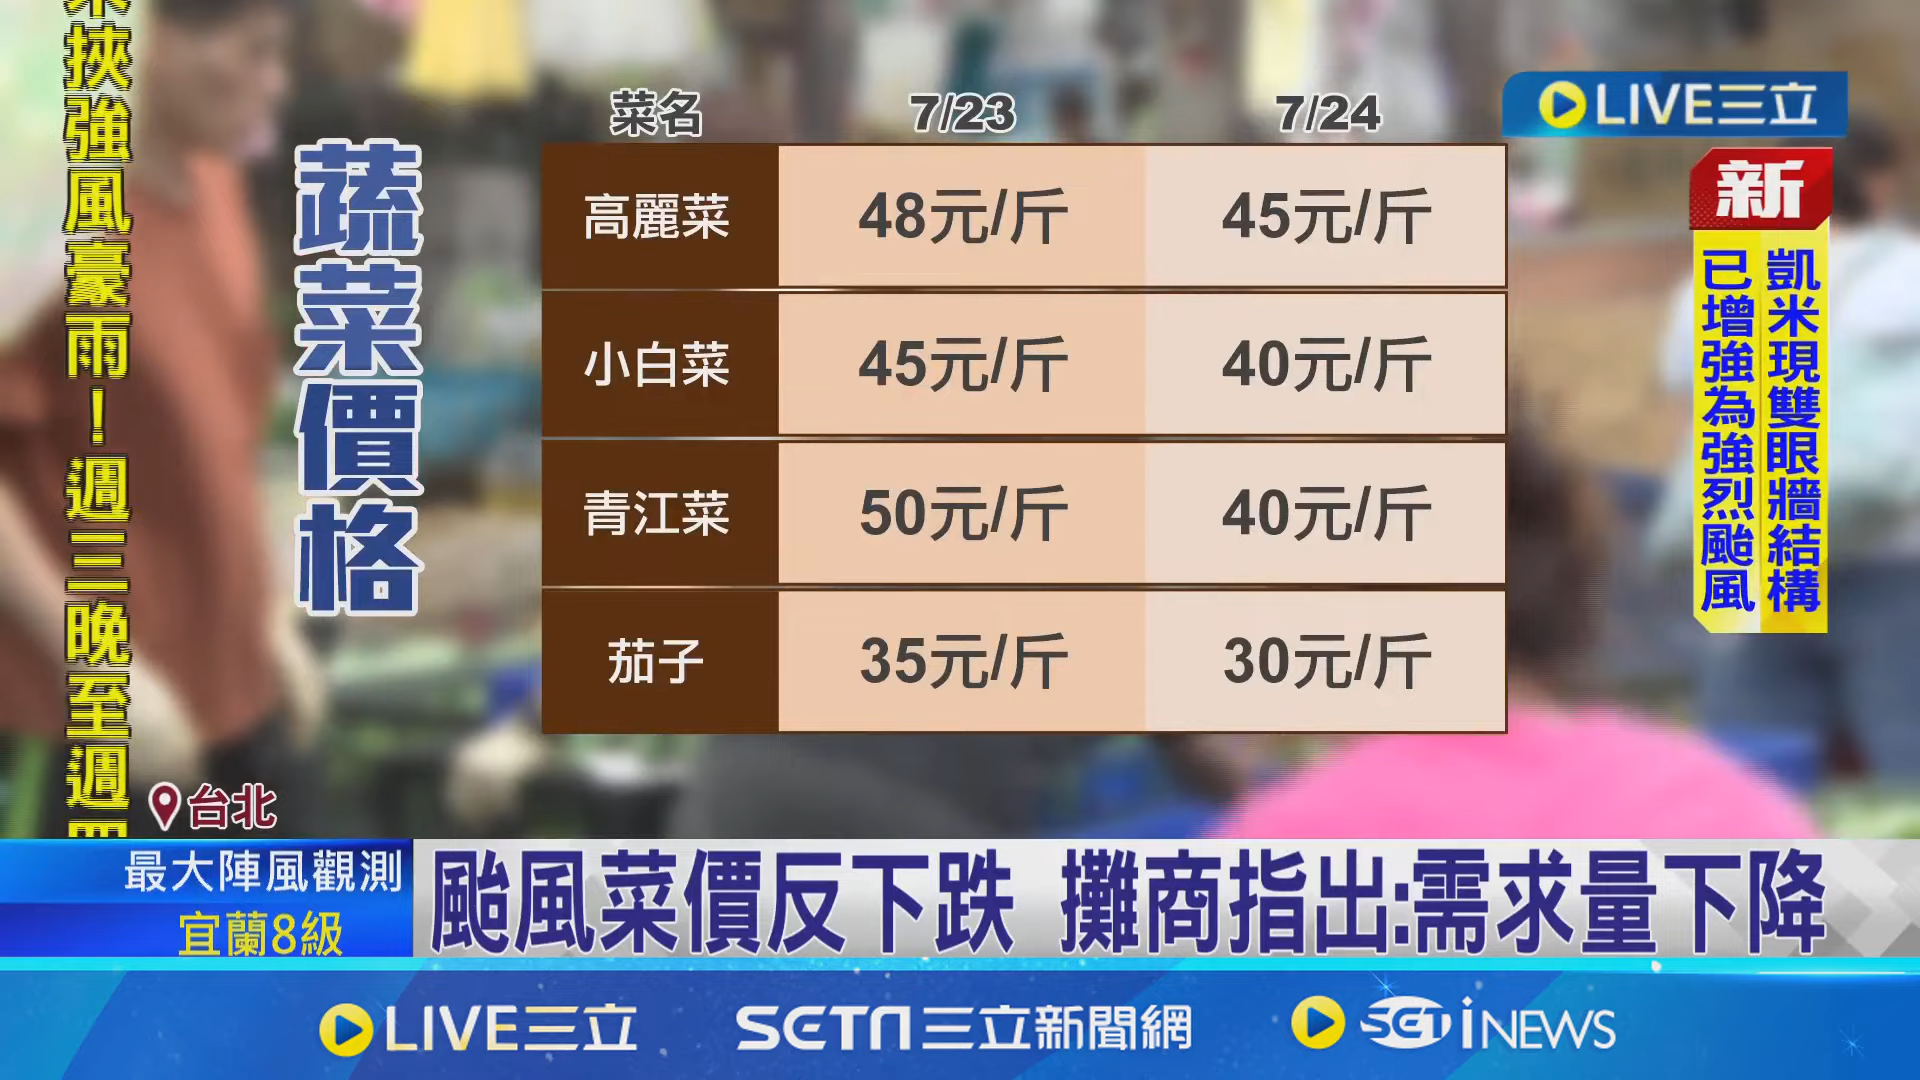 挾強風豪雨！週三晚至週
蔬菜價格
菜名 7/23 7/24
高麗菜 48元/斤 45元/斤
小白菜 45元/斤 40元/斤
青江菜 50元/斤 40元/斤
茄子 35元/斤 30元/斤
LIVE三立
新
凱米現雙眼牆結構
已增強為強烈颱風
台北
最大陣風觀測
宜蘭8級
颱風菜價反下跌 攤商指出:需求量下降
LIVE三立 SETN三立新聞網 SETiNEWS